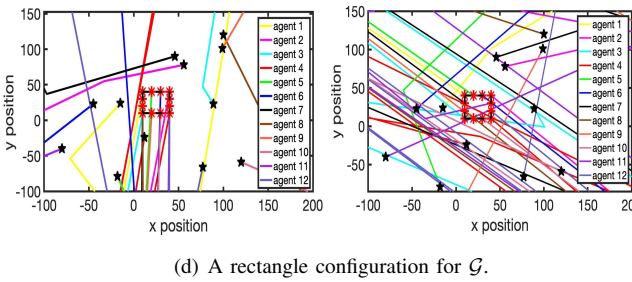 150
100
50
0
-50
-100
-100
-50
0
50
100
150
200
y position
x position
agent 1
agent 2
agent 3
agent 4
agent 5
agent 6
agent 7
agent 8
agent 9
agent 10
agent 11
agent 12
150
100
50
0
-50
-100
-50
0
50
100
150
200
y position
x position
agent 1
agent 2
agent 3
agent 4
agent 5
agent 6
agent 7
agent 8
agent 9
agent 10
agent 11
agent 12
(d) A rectangle configuration for 𝒢.